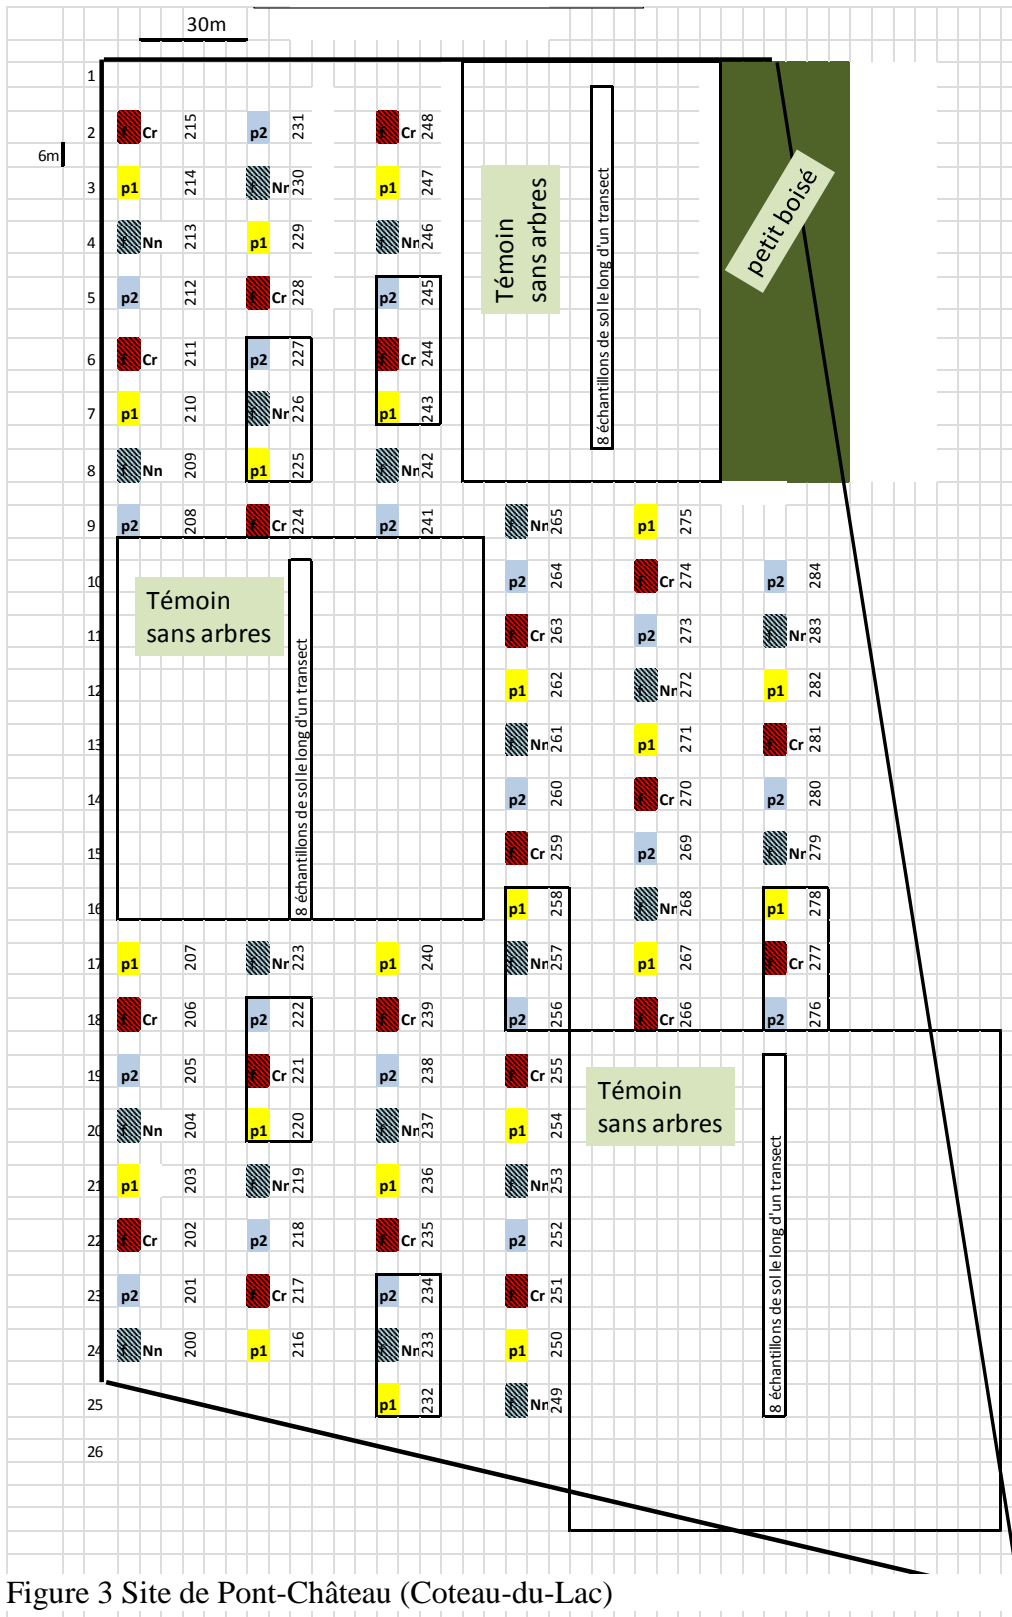 30m
1
2 f Cr 215 p2 231 f Cr 248
6m
3 p1 214 f Nn 230 p1 247
4 f Nn 213 p1 229 f Nn 246
5 p2 212 f Cr 228 p2 245
6 f Cr 211 p2 227 f Cr 244
7 p1 210 f Nn 226 p1 243
8 f Nn 209 p1 225 f Nn 242
Témoin
sans arbres
8 échantillons de sol le long d'un transect
petit boisé
9 p2 208 f Cr 224 p2 241 f Nn 265 p1 275
10 p2 264 f Cr 274 p2 284
11 f Cr 263 p2 273 f Nn 283
12 p1 262 f Nn 272 p1 282
13 f Nn 261 p1 271 f Cr 281
14 p2 260 f Cr 270 p2 280
15 f Cr 259 p2 269 f Nn 279
16 p1 258 f Nn 268 p1 278
Témoin
sans arbres
8 échantillons de sol le long d'un transect
17 p1 207 f Nn 223 p1 240 f Nn 257 p1 267 f Cr 277
18 f Cr 206 p2 222 f Cr 239 p2 256 f Cr 266 p2 276
19 p2 205 f Cr 221 p2 238 f Cr 255
20 f Nn 204 p1 220 f Nn 237 p1 254
21 p1 203 f Nn 219 p1 236 f Nn 253
22 f Cr 202 p2 218 f Cr 235 p2 252
23 p2 201 f Cr 217 p2 234 f Cr 251
24 f Nn 200 p1 216 f Nn 233 p1 250
25 p1 232 f Nn 249
26
Témoin
sans arbres
8 échantillons de sol le long d'un transect
Figure 3 Site de Pont-Château (Coteau-du-Lac)